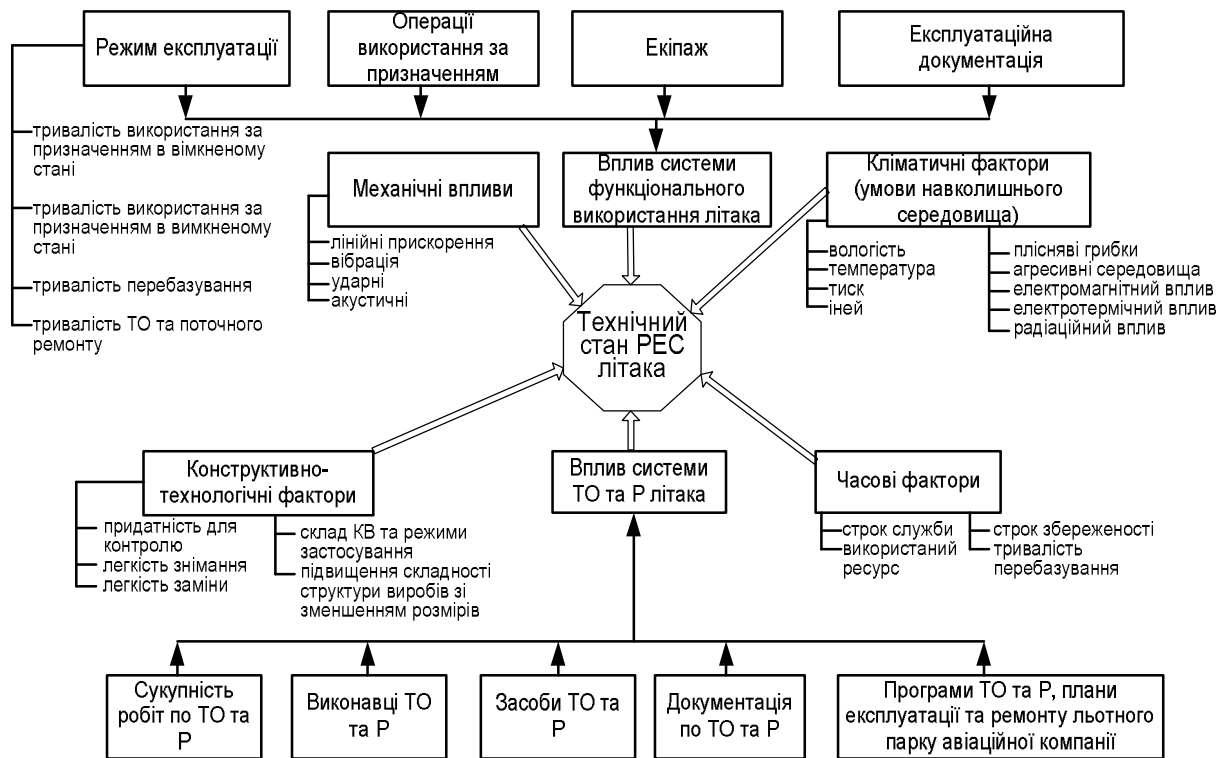 Режим експлуатації
Операції
використання за
призначенням
Екіпаж
Експлуатаційна
документація
тривалість використання за
призначенням в вімкненому
стані
тривалість використання за
призначенням в вимкненому
стані
тривалість перебазування
тривалість ТО та поточного
ремонту
Механічні впливи
лінійні прискорення
вібрація
ударні
акустичні
Вплив системи
функціонального
використання літака
Кліматичні фактори
(умови навколишнього
середовища)
вологість
температура
тиск
іней
плісняві грибки
агресивні середовища
електромагнітний вплив
електротермічний вплив
радіаційний вплив
Технічний
стан РЕС
літака
Конструктивно-
технологічні фактори
придатність для
контролю
легкість знімання
легкість заміни
склад КВ та режими
застосування
підвищення складності
структури виробів зі
зменшенням розмірів
Вплив системи
ТО та Р літака
Часові фактори
строк служби
використаний
ресурс
строк збереженості
тривалість
перебазування
Сукупність
робіт по ТО та
Р
Виконавці ТО
та Р
Засоби ТО та
Р
Документація
по ТО та Р
Програми ТО та Р, плани
експлуатації та ремонту льотного
парку авіаційної компанії